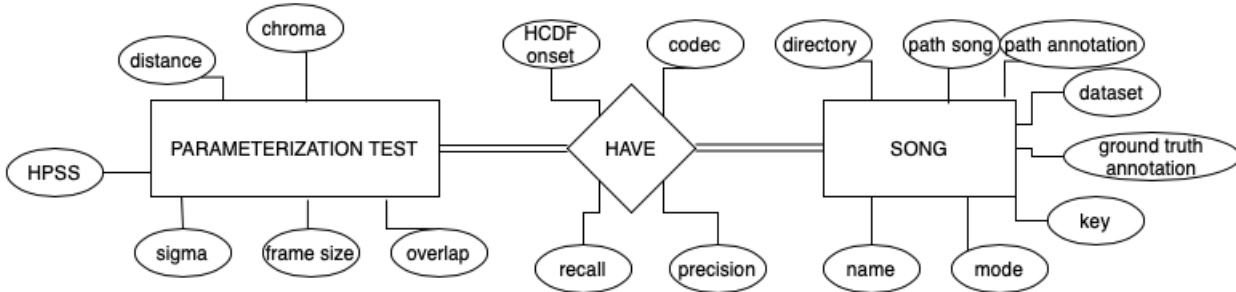 chroma
HCDF
onset
codec
directory
path song
path annotation
distance
dataset
PARAMETERIZATION TEST
HAVE
SONG
ground truth
annotation
HPSS
key
sigma
frame size
overlap
recall
precision
name
mode